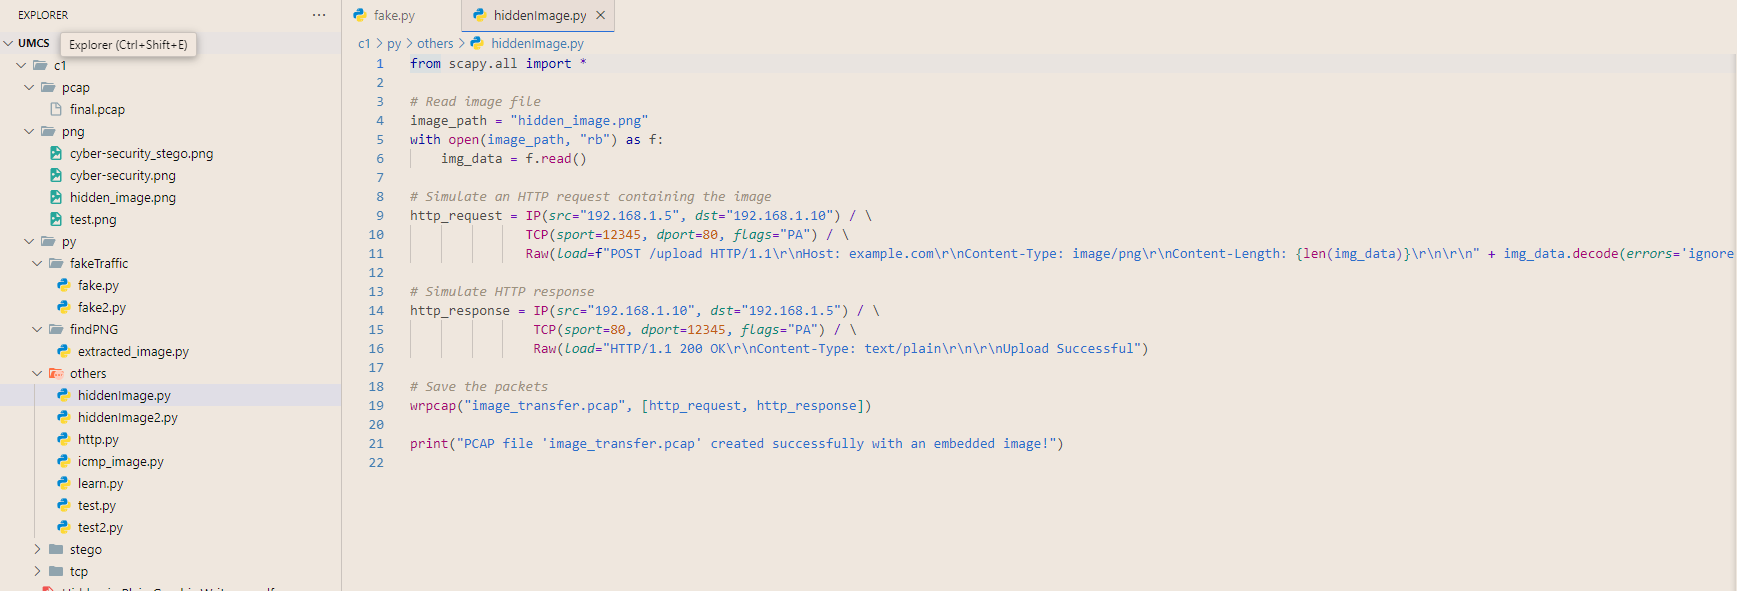 EXPLORER
UMCS
Explorer (Ctrl+Shift+E)
c1
pcap
final.pcap
png
cyber-security_stego.png
cyber-security.png
hidden_image.png
test.png
py
fakeTraffic
fake.py
fake2.py
findPNG
extracted_image.py
others
hiddenImage.py
hiddenImage2.py
http.py
icmp_image.py
learn.py
test.py
test2.py
stego
tcp
fake.py
hiddenImage.py
c1 > py > others > hiddenImage.py
1 from scapy.all import *
2
3 # Read image file
4 image_path = "hidden_image.png"
5 with open(image_path, "rb") as f:
6 img_data = f.read()
7
8 # Simulate an HTTP request containing the image
9 http_request = IP(src="192.168.1.5", dst="192.168.1.10") / \
10 TCP(sport=12345, dport=80, flags="PA") / \
11 Raw(load=f"POST /upload HTTP/1.1\r\nHost: example.com\r\nContent-Type: image/png\r\nContent-Length: {len(img_data)}\r\n\r\n" + img_data.decode(errors='ignore
12
13 # Simulate HTTP response
14 http_response = IP(src="192.168.1.10", dst="192.168.1.5") / \
15 TCP(sport=80, dport=12345, flags="PA") / \
16 Raw(load="HTTP/1.1 200 OK\r\nContent-Type: text/plain\r\n\r\nUpload Successful")
17
18 # Save the packets
19 wrpcap("image_transfer.pcap", [http_request, http_response])
20
21 print("PCAP file 'image_transfer.pcap' created successfully with an embedded image!")
22